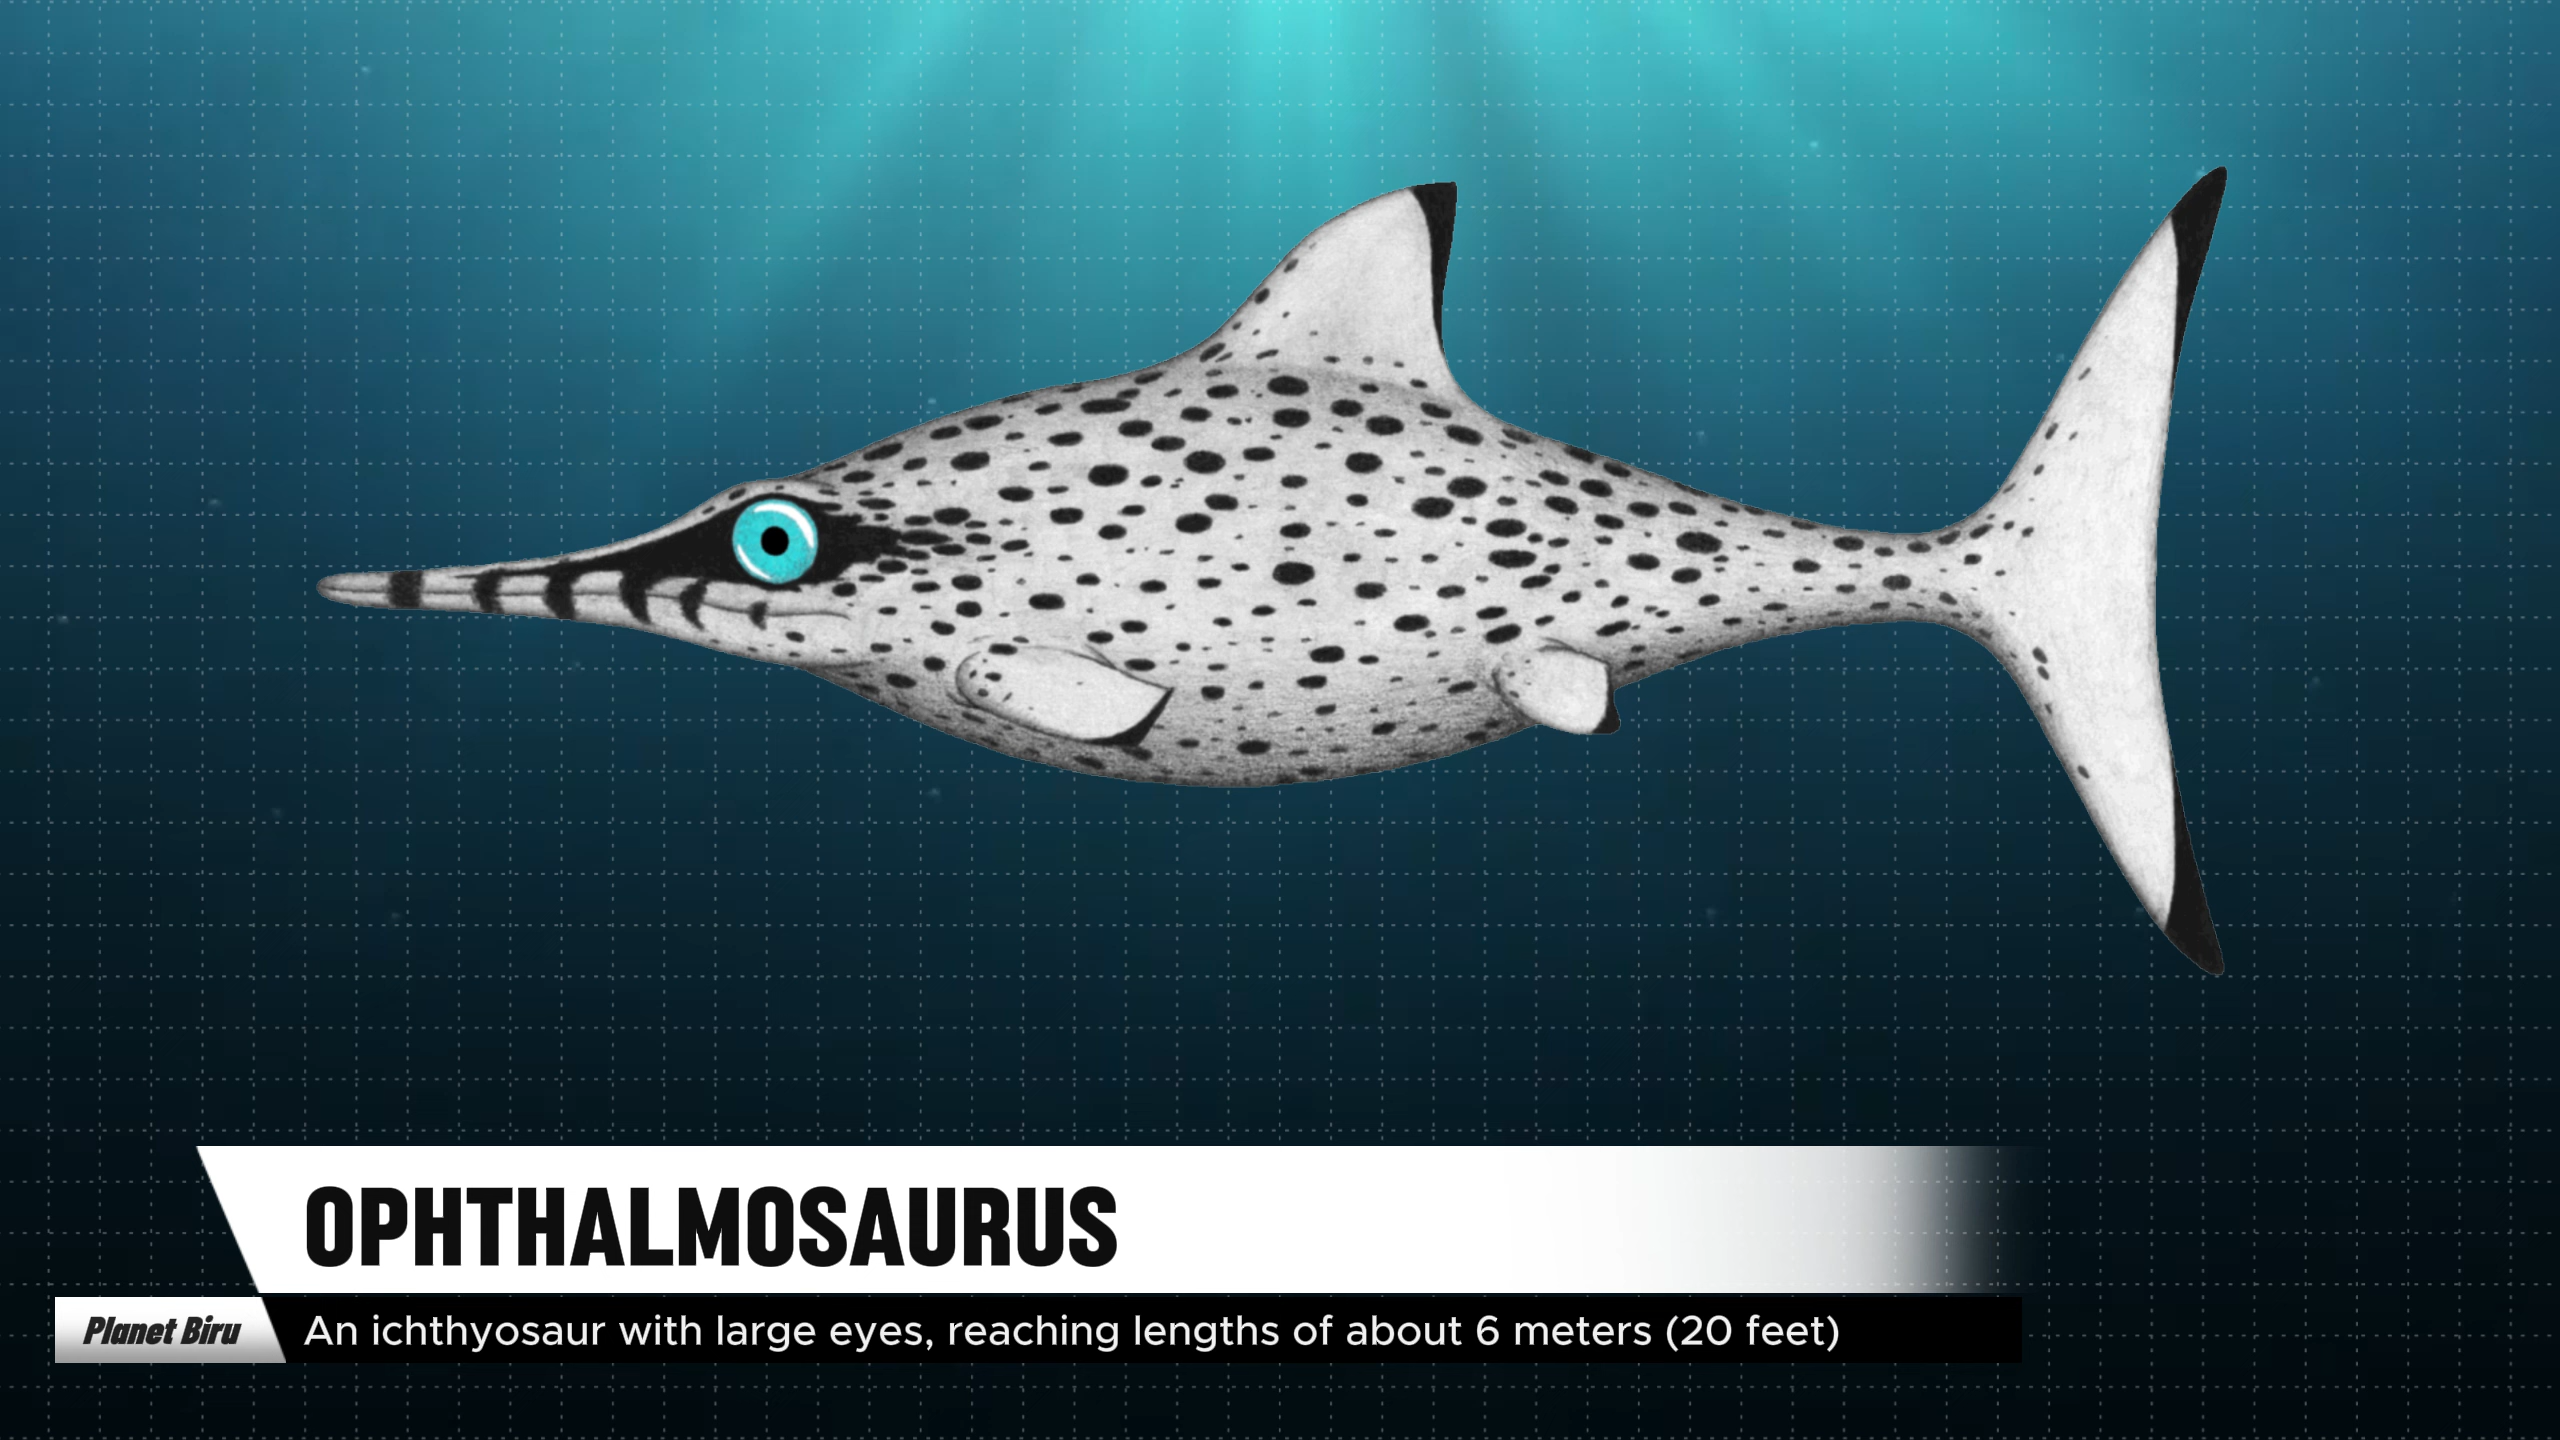 OPHTHALMOSAURUS
Planet Biru
An ichthyosaur with large eyes, reaching lengths of about 6 meters (20 feet)